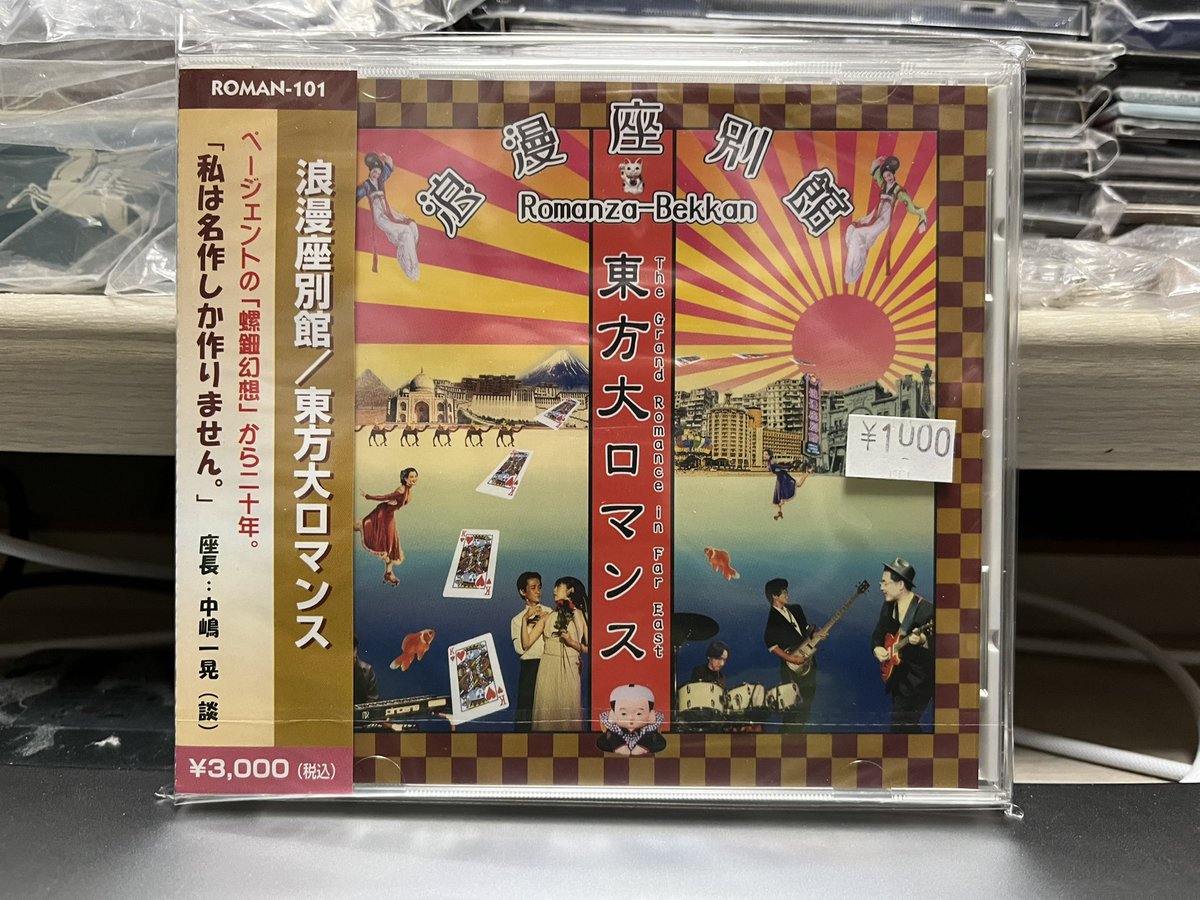 ROMAN-101
浪漫座別館／東方大ロマンス
ページェントの「螺鈿幻想」から二十年。
「私は名作しか作りません。」 座長：中嶋一晃（談）
¥3,000（税込）
浪漫座別館
Romanza-Bekkan
東方大ロマンス
The Grand Romance in Far East
¥1000